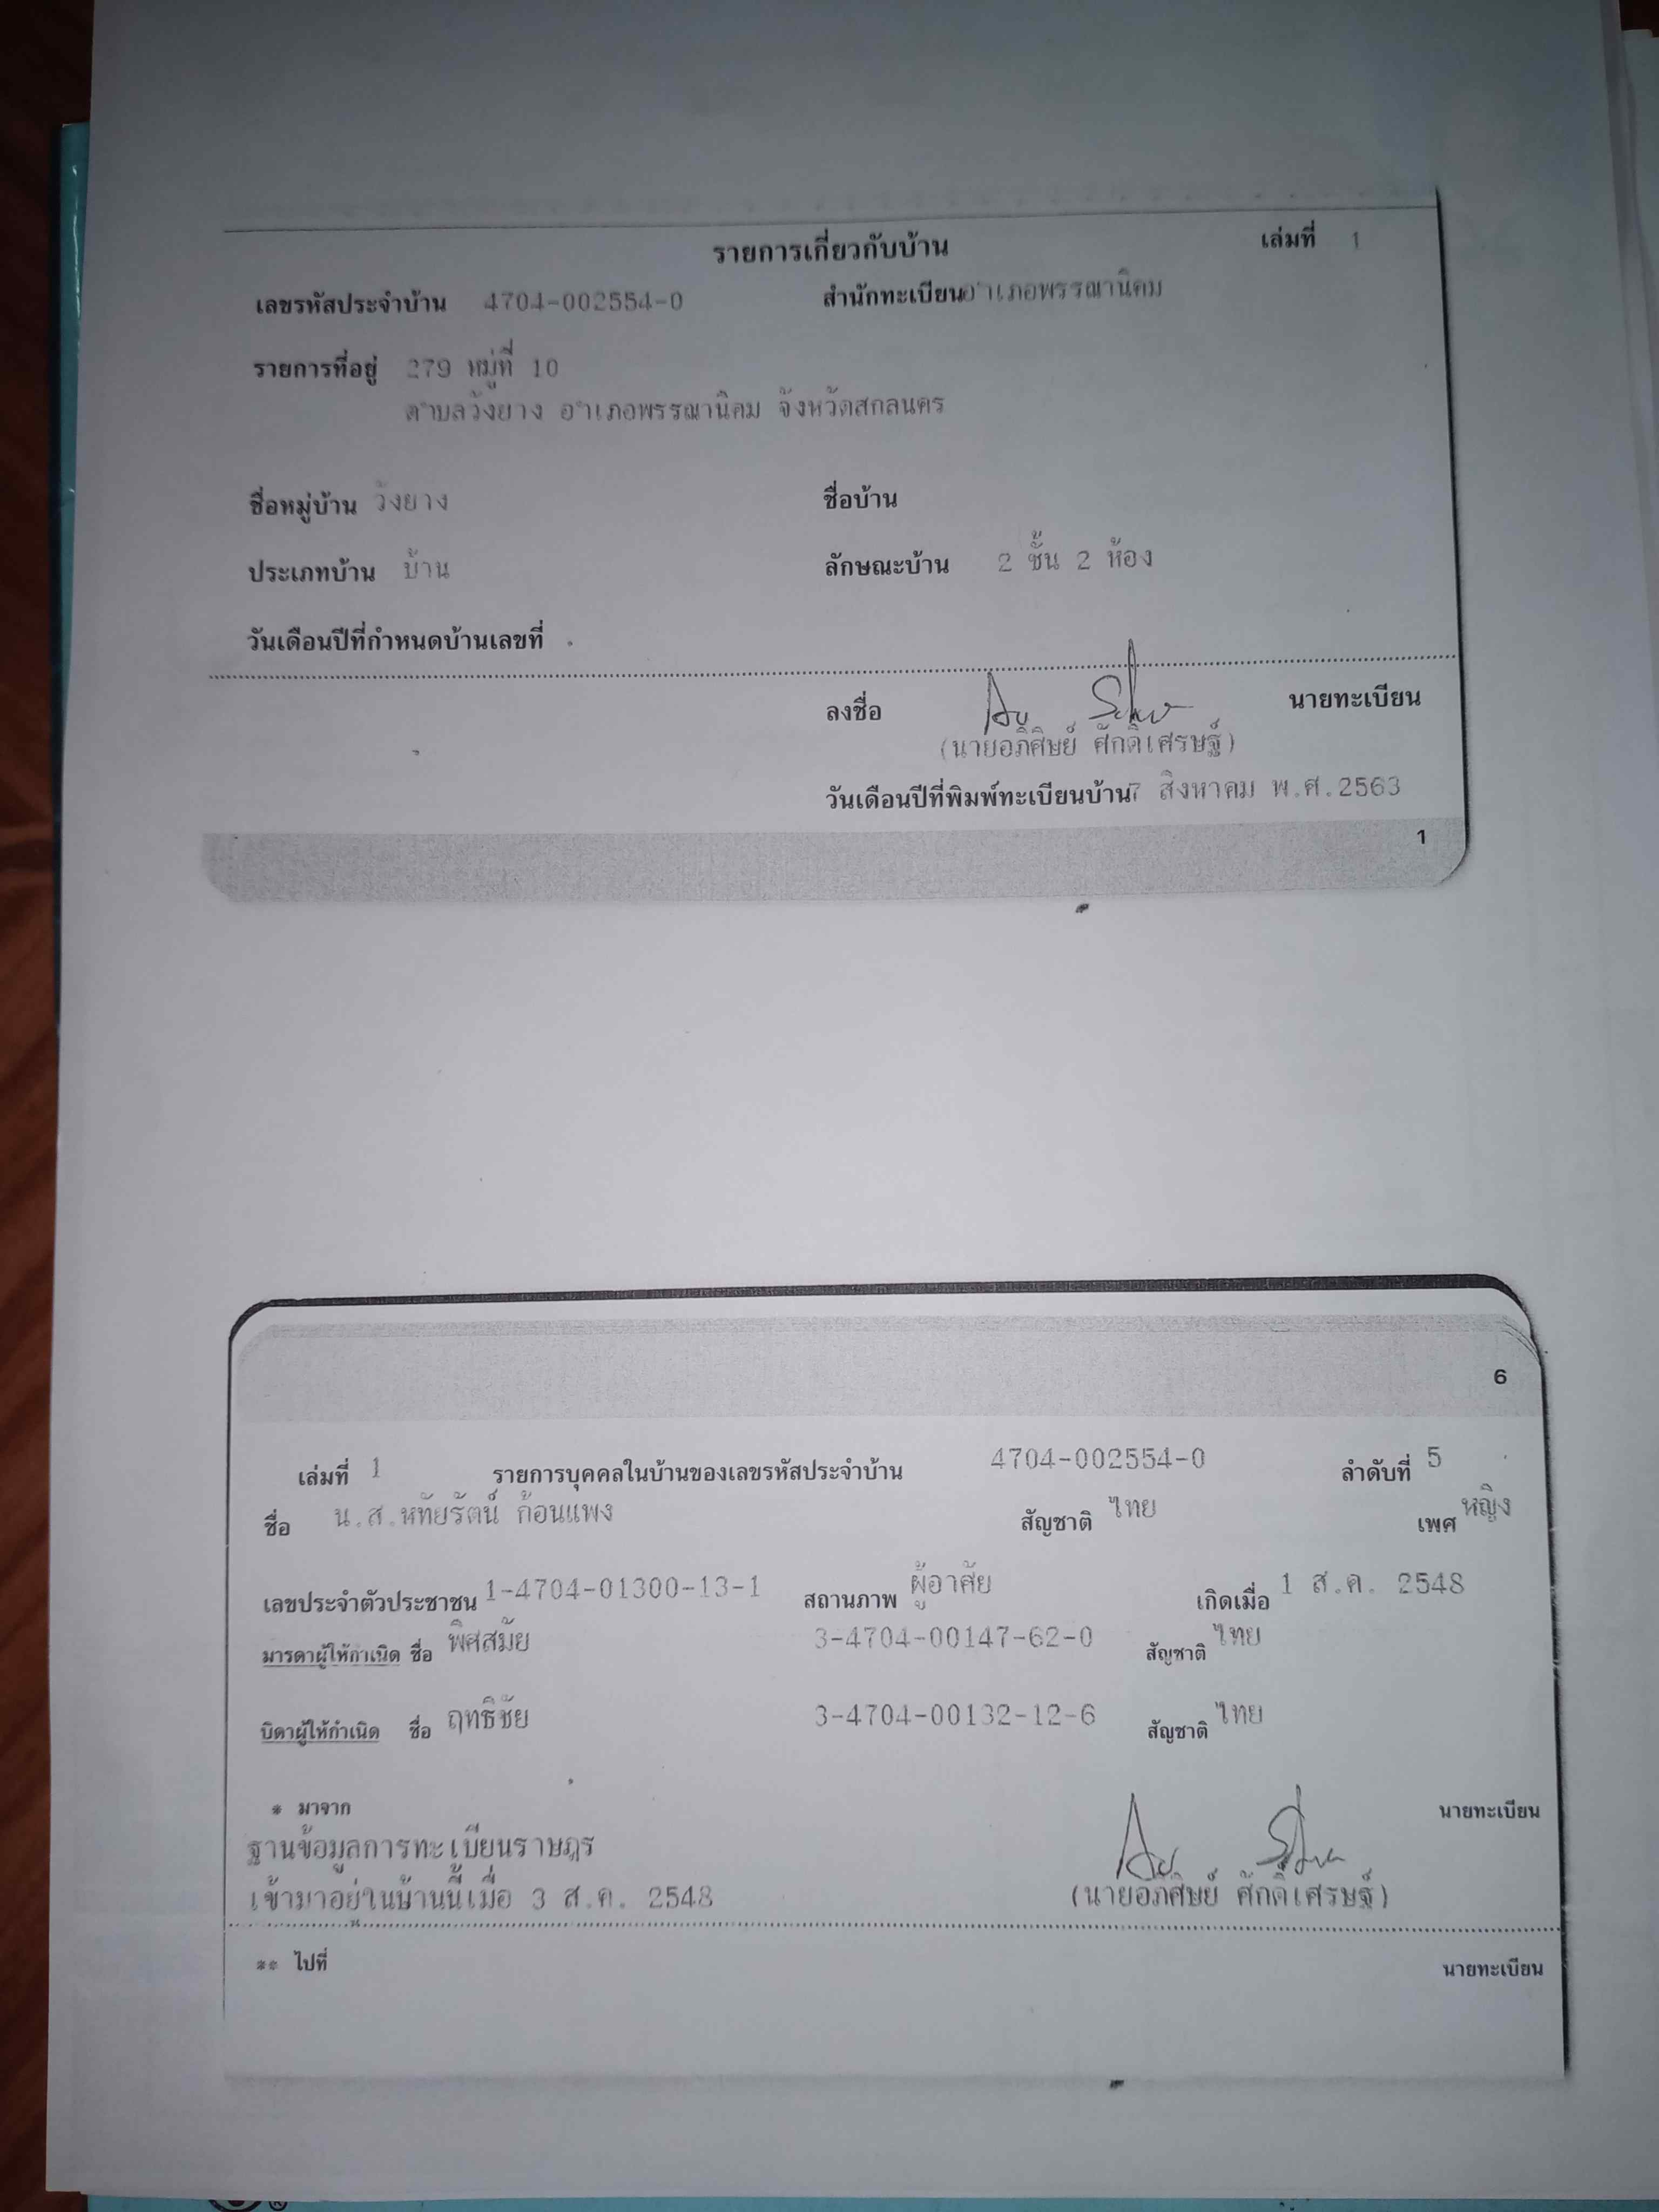 รายการเกี่ยวกับบ้าน เล่มที่ 1
เลขรหัสประจำบ้าน 4704-002554-0 สำนักทะเบียน อำเภอพรรณานิคม
รายการที่อยู่ 279 หมู่ที่ 10
ตำบลวังยาง อำเภอพรรณานิคม จังหวัดสกลนคร
ชื่อหมู่บ้าน วังยาง ชื่อบ้าน
ประเภทบ้าน บ้าน ลักษณะบ้าน 2 ชั้น 2 ห้อง
วันเดือนปีที่กำหนดบ้านเลขที่
ลงชื่อ นายทะเบียน
(นายอภิศิษย์ ศักดิ์เศรษฐ์)
วันเดือนปีที่พิมพ์ทะเบียนบ้าน 7 สิงหาคม พ.ศ.2563
1
6
เล่มที่ 1 รายการบุคคลในบ้านของเลขรหัสประจำบ้าน 4704-002554-0 ลำดับที่ 5
ชื่อ น.ส.หทัยรัตน์ ก้อนแพง สัญชาติ ไทย เพศ หญิง
เลขประจำตัวประชาชน 1-4704-01300-13-1 สถานภาพ ผู้อาศัย เกิดเมื่อ 1 ส.ค. 2548
มารดาผู้ให้กำเนิด ชื่อ พิศสมัย 3-4704-00147-62-0 สัญชาติ ไทย
บิดาผู้ให้กำเนิด ชื่อ ฤทธิชัย 3-4704-00132-12-6 สัญชาติ ไทย
* มาจาก นายทะเบียน
ฐานข้อมูลการทะเบียนราษฎร
เข้ามาอยู่ในบ้านนี้เมื่อ 3 ส.ค. 2548 (นายอภิศิษย์ ศักดิ์เศรษฐ์)
** ไปที่ นายทะเบียน